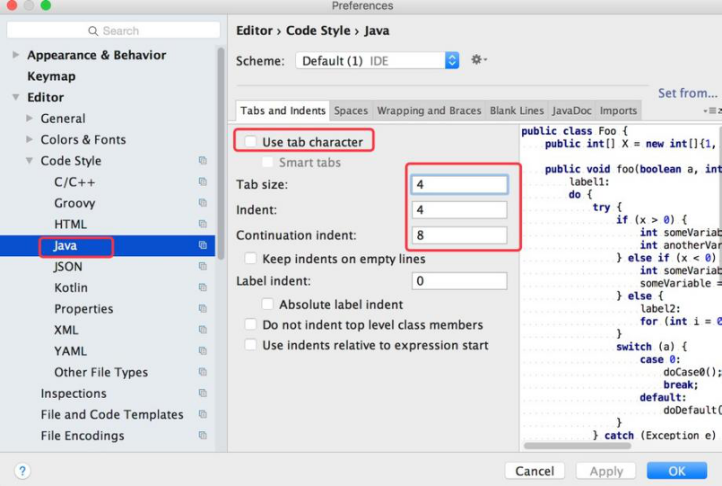 Preferences
Search
Appearance & Behavior
Keymap
Editor
General
Colors & Fonts
Code Style
C/C++
Groovy
HTML
Java
JSON
Kotlin
Properties
XML
YAML
Other File Types
Inspections
File and Code Templates
File Encodings
Editor › Code Style › Java
Scheme: Default (1) IDE
Set from...
Tabs and Indents Spaces Wrapping and Braces Blank Lines JavaDoc Imports
Use tab character
Smart tabs
Tab size: 4
Indent: 4
Continuation indent: 8
Keep indents on empty lines
Label indent: 0
Absolute label indent
Do not indent top level class members
Use indents relative to expression start
public class Foo {
public int[] X = new int[]{1,
public void foo(boolean a, int
label1:
do {
try {
if (x > 0) {
int someVariab
int anotherVar
} else if (x < 0)
int someVariab
someVariable =
} else {
label2:
for (int i = 0
}
switch (a) {
case 0:
doCase0();
break;
default:
doDefault(
}
} catch (Exception e)
? Cancel Apply OK